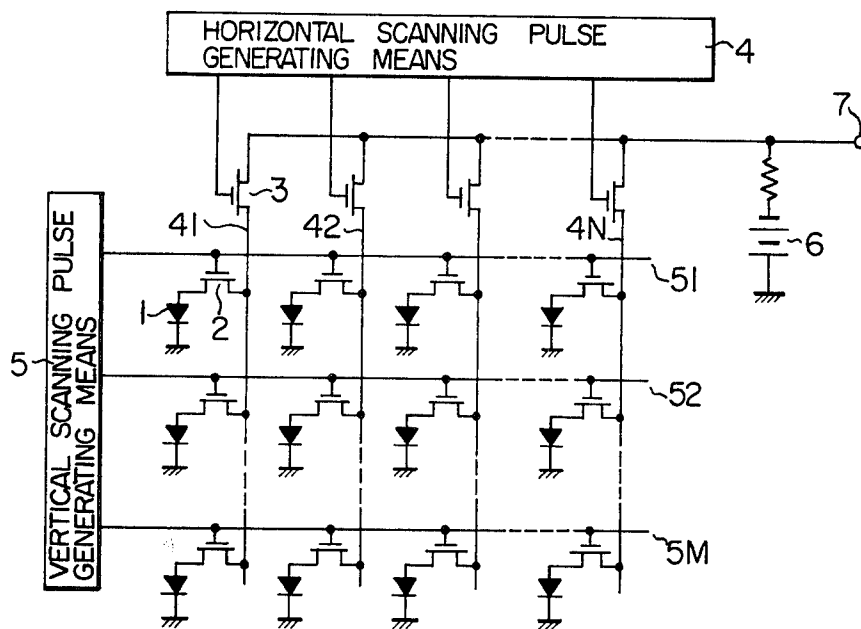 HORIZONTAL SCANNING PULSE
GENERATING MEANS
4
7
3
41
42
4N
6
51
1
2
5
VERTICAL SCANNING PULSE
GENERATING MEANS
52
5M